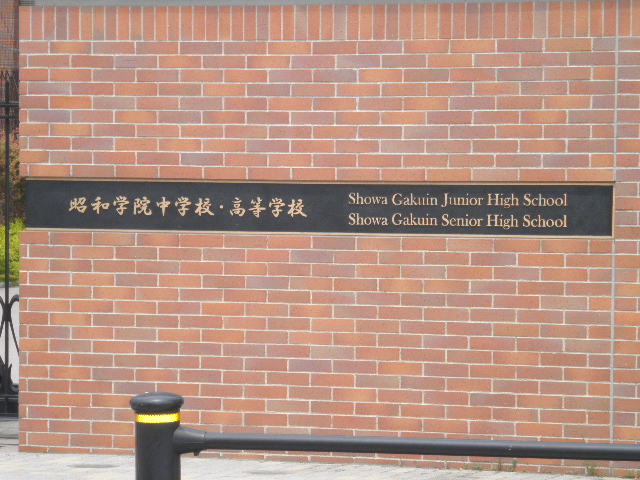 昭和学院中学校・高等学校
Showa Gakuin Junior High School
Showa Gakuin Senior High School